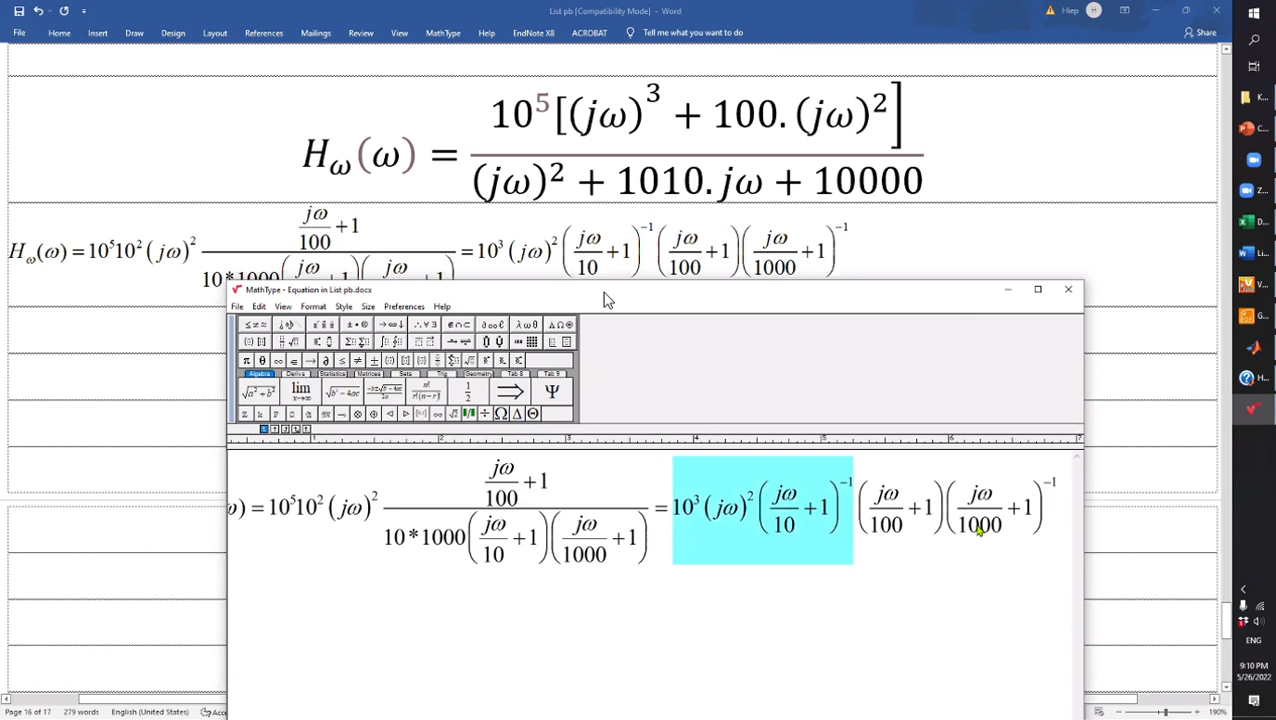 List pb [Compatibility Mode] - Word
Hiep H
File Home Insert Draw Design Layout References Mailings Review View MathType Help EndNote X8 ACROBAT Tell me what you want to do Share
H_ω(ω) = 10^5[(jω)^3 + 100.(jω)^2] / (jω)^2 + 1010.jω + 10000
H_ω(ω) = 10^5 10^2 (jω)^2 (jω/100 + 1) / 10*1000(jω/10 + 1)(jω/1000 + 1) = 10^3 (jω)^2 (jω/10 + 1)^-1 (jω/100 + 1)(jω/1000 + 1)^-1
MathType - Equation in List pb.docx
File Edit View Format Style Size Preferences Help
Algebra Derivs Statistics Matrices Sets Trig Geometry Tab 8 Tab 9
ω) = 10^5 10^2 (jω)^2 (jω/100 + 1) / 10*1000(jω/10 + 1)(jω/1000 + 1) = 10^3 (jω)^2 (jω/10 + 1)^-1 (jω/100 + 1)(jω/1000 + 1)^-1
Page 16 of 17 279 words English (United States) 190%
ENG
9:10 PM
5/26/2022